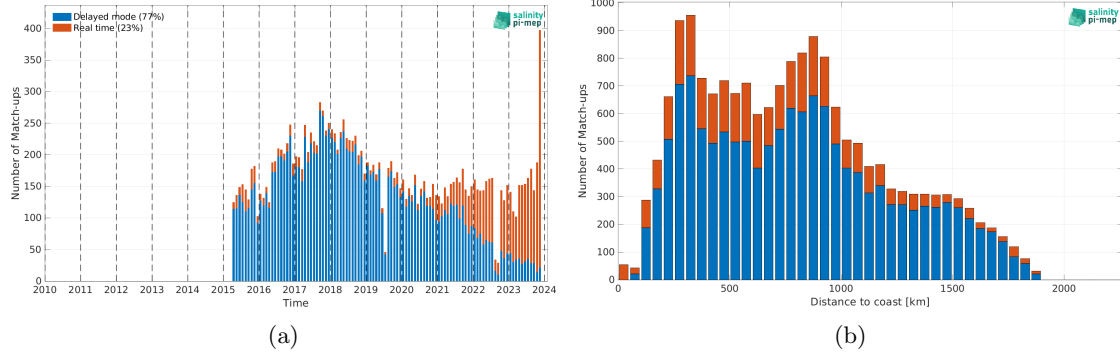 Delayed mode (77%)
Real time (23%)
salinity
pi-mep
Number of Match-ups
400
350
300
250
200
150
100
50
0
2010 2011 2012 2013 2014 2015 2016 2017 2018 2019 2020 2021 2022 2023 2024
Time
(a)
salinity
pi-mep
Number of Match-ups
1000
900
800
700
600
500
400
300
200
100
0
0 500 1000 1500 2000
Distance to coast [km]
(b)